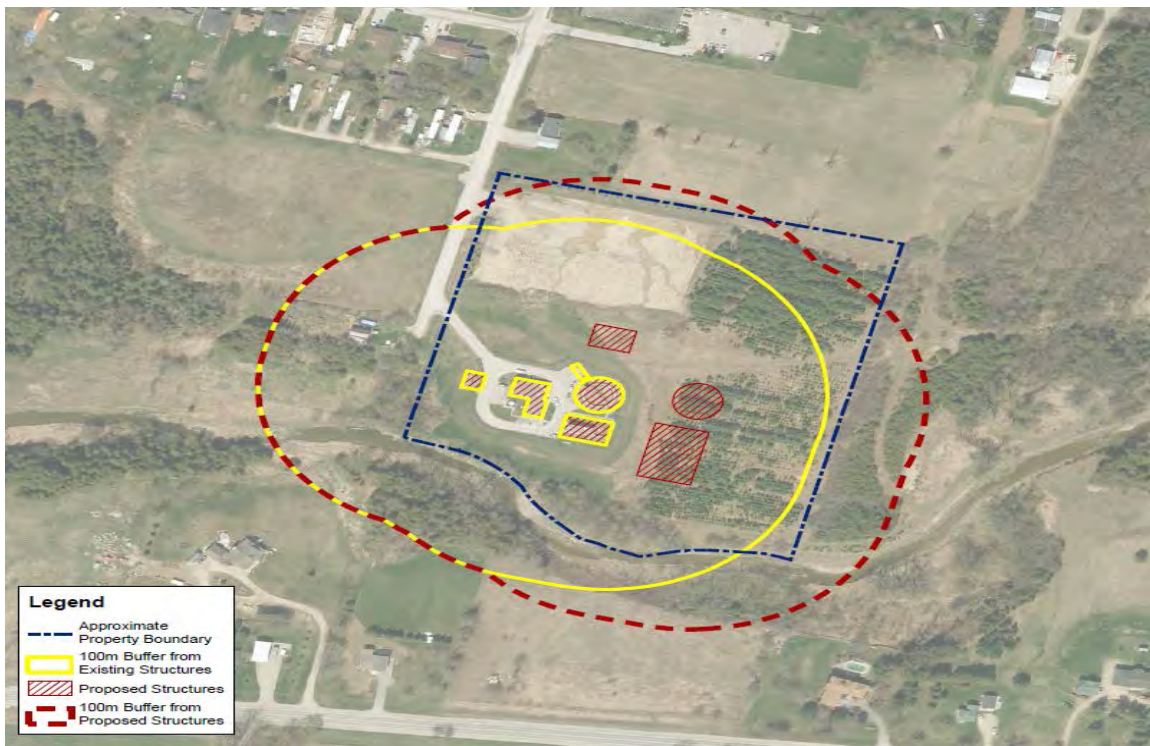 Legend
Approximate
Property Boundary
100m Buffer from
Existing Structures
Proposed Structures
100m Buffer from
Proposed Structures